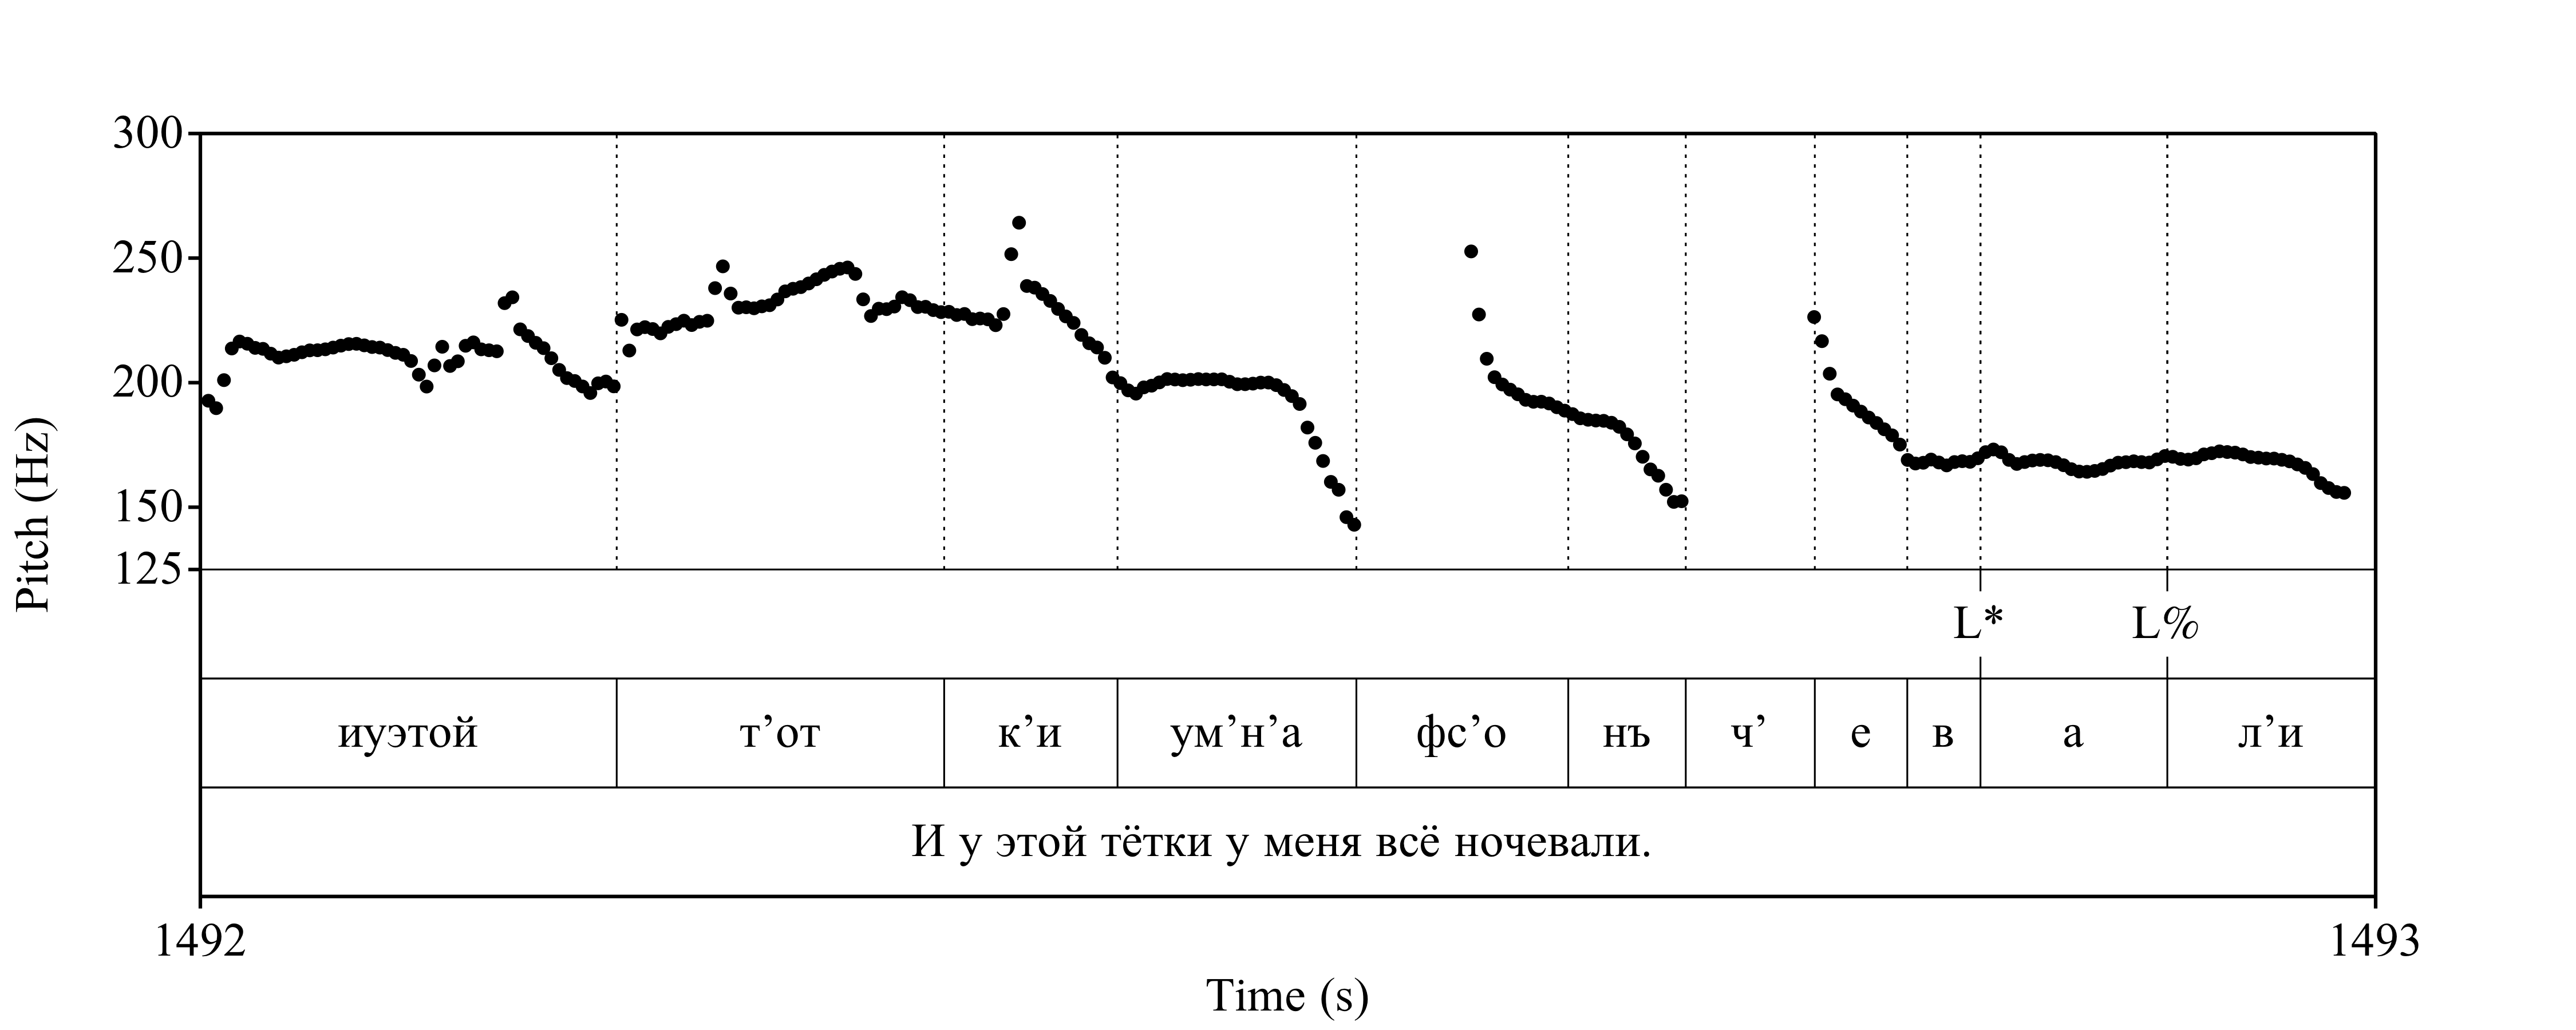 300
250
200
150
125
Pitch (Hz)
L* L%
иуэтой т’от к’и ум’н’а фс’о нъ ч’ е в а л’и
И у этой тётки у меня всё ночевали.
1492 1493
Time (s)